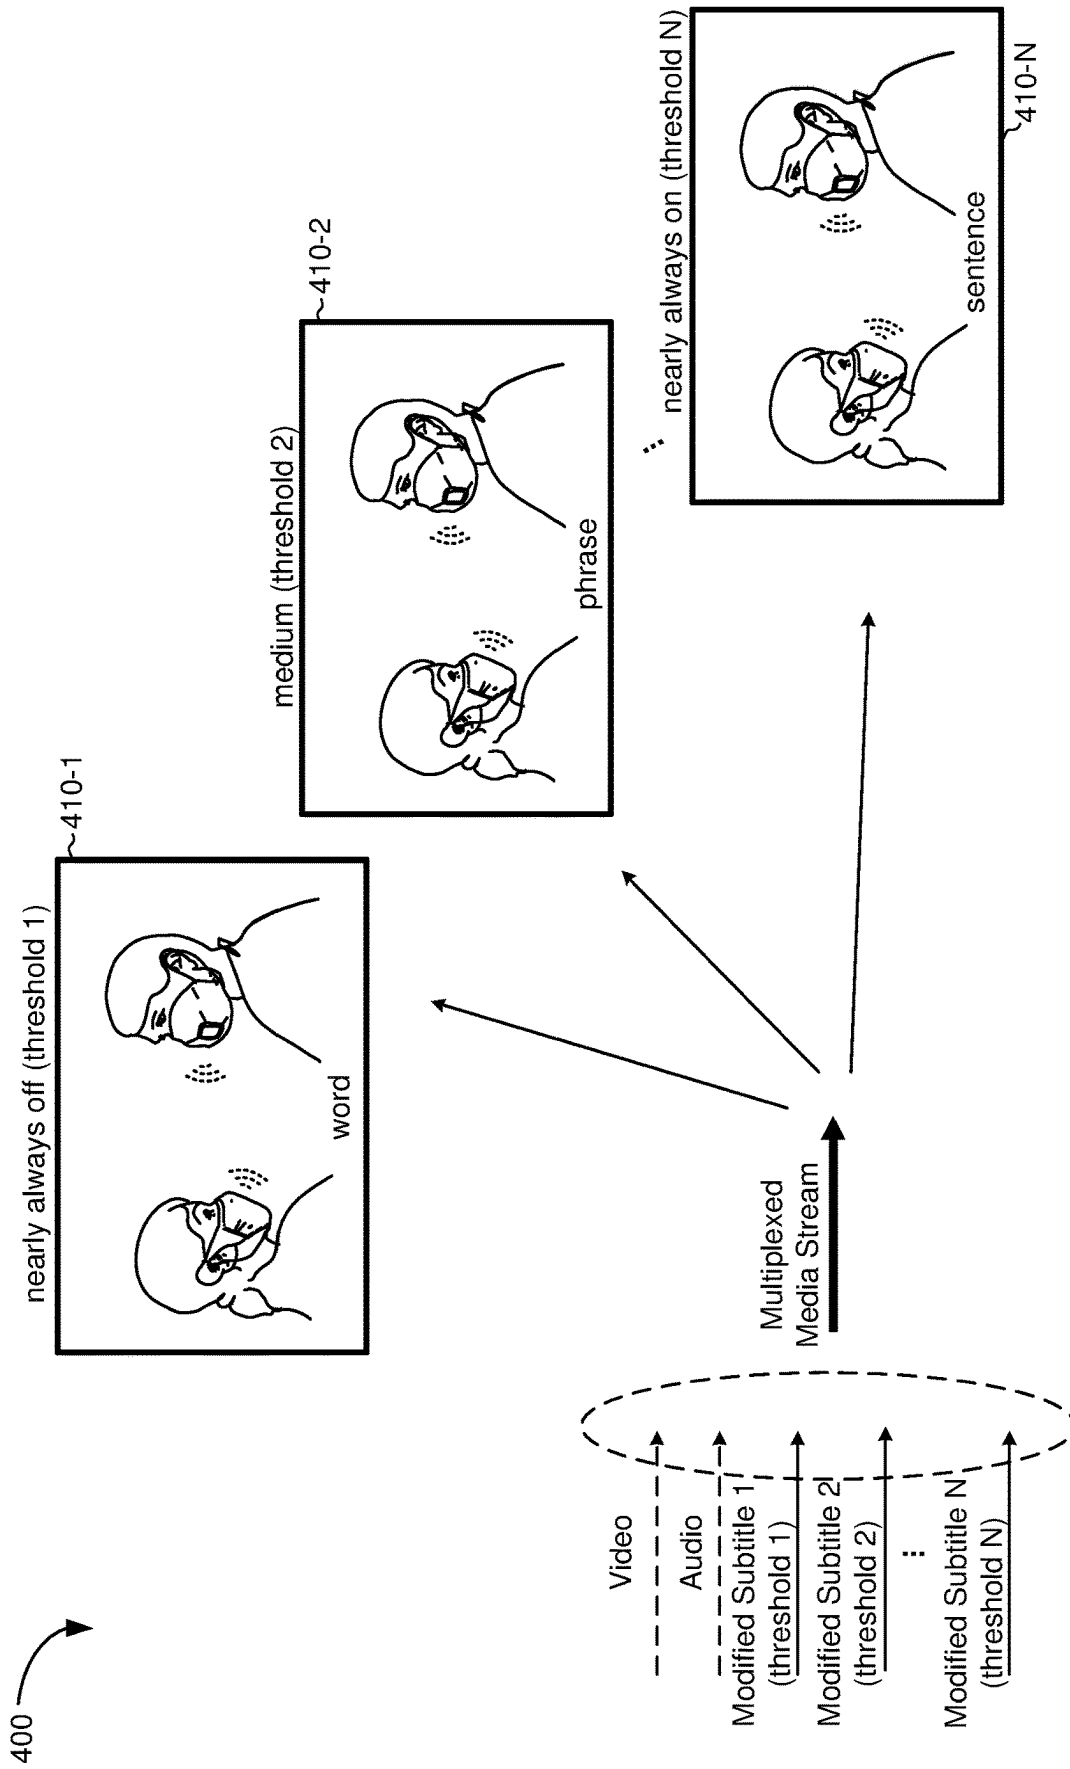 400
nearly always off (threshold 1)
410-1
word
medium (threshold 2)
410-2
phrase
...
nearly always on (threshold N)
410-N
sentence
Video
Audio
Modified Subtitle 1
(threshold 1)
Modified Subtitle 2
(threshold 2)
...
Modified Subtitle N
(threshold N)
Multiplexed
Media Stream